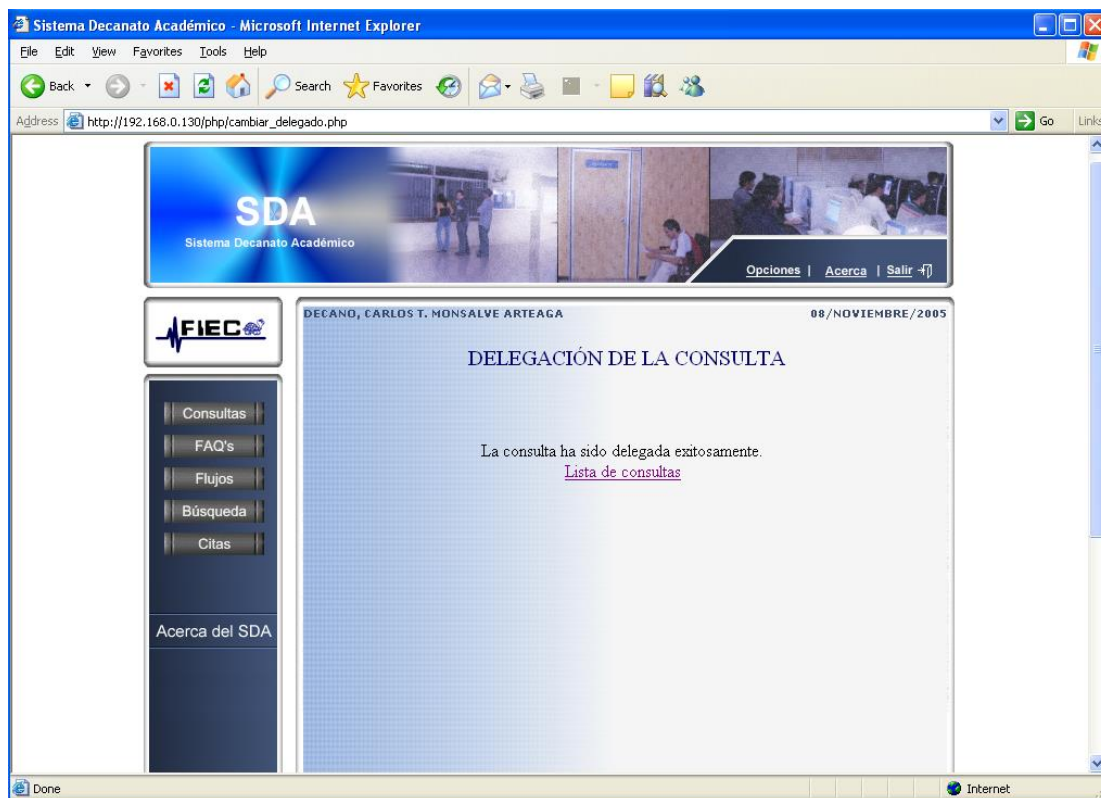 Sistema Decanato Académico - Microsoft Internet Explorer
File Edit View Favorites Tools Help
Back Search Favorites
Address http://192.168.0.130/php/cambiar_delegado.php Go Links
SDA
Sistema Decanato Académico
Opciones | Acerca | Salir
FIEC
DECANO, CARLOS T. MONSALVE ARTEAGA 08/NOVIEMBRE/2005
DELEGACIÓN DE LA CONSULTA
Consultas
FAQ's
Flujos
Búsqueda
Citas
La consulta ha sido delegada exitosamente.
Lista de consultas
Acerca del SDA
Done Internet